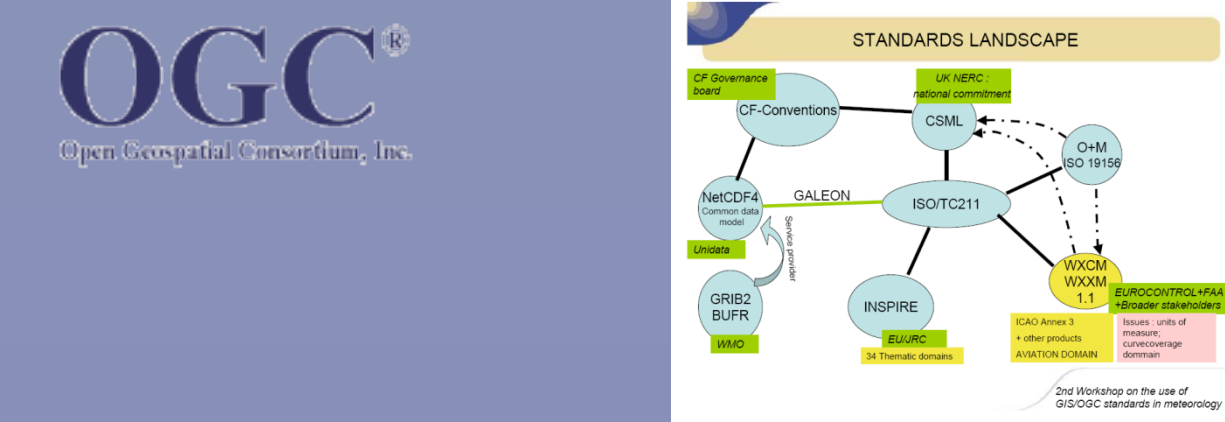 OGC®
Open Geospatial Consortium, Inc.
STANDARDS LANDSCAPE
CF Governance
board
CF-Conventions
UK NERC :
national commitment
CSML
O+M
ISO 19156
NetCDF4
Common data
model
GALEON
ISO/TC211
Unidata
Service provider
GRIB2
BUFR
WMO
INSPIRE
EU/JRC
34 Thematic domains
WXCM
WXXM
1.1
EUROCONTROL+FAA
+Broader stakeholders
ICAO Annex 3
+ other products
AVIATION DOMAIN
Issues : units of
measure;
curvecoverage
dommain
2nd Workshop on the use of
GIS/OGC standards in meteorology